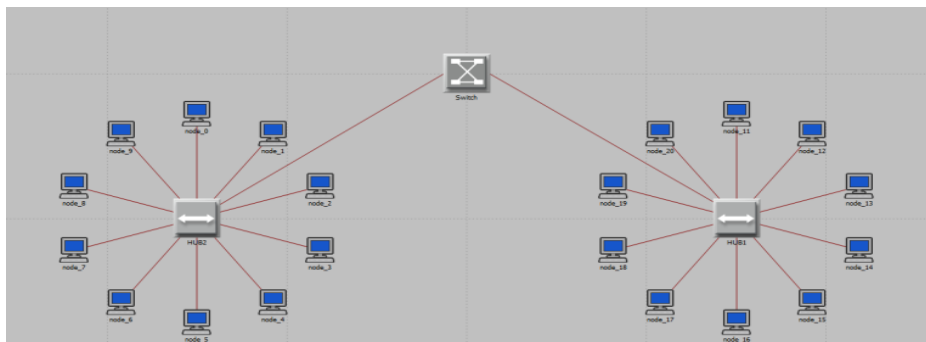 Switch
node_0
node_11
node_9
node_1
node_20
node_12
node_8
node_2
node_19
node_13
HUB2
HUB1
node_7
node_3
node_18
node_14
node_6
node_4
node_17
node_15
node_5
node_16